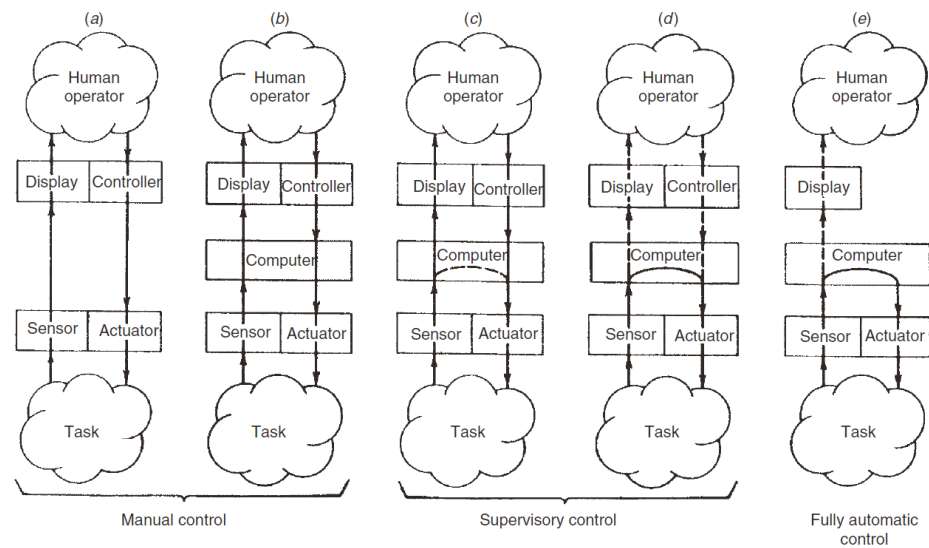 (a) (b) (c) (d) (e)
Human Human Human Human Human
operator operator operator operator operator
Display Controller Display Controller Display Controller Display Controller Display
Computer Computer Computer Computer
Sensor Actuator Sensor Actuator Sensor Actuator Sensor Actuator Sensor Actuator
Task Task Task Task Task
Manual control Supervisory control Fully automatic
control